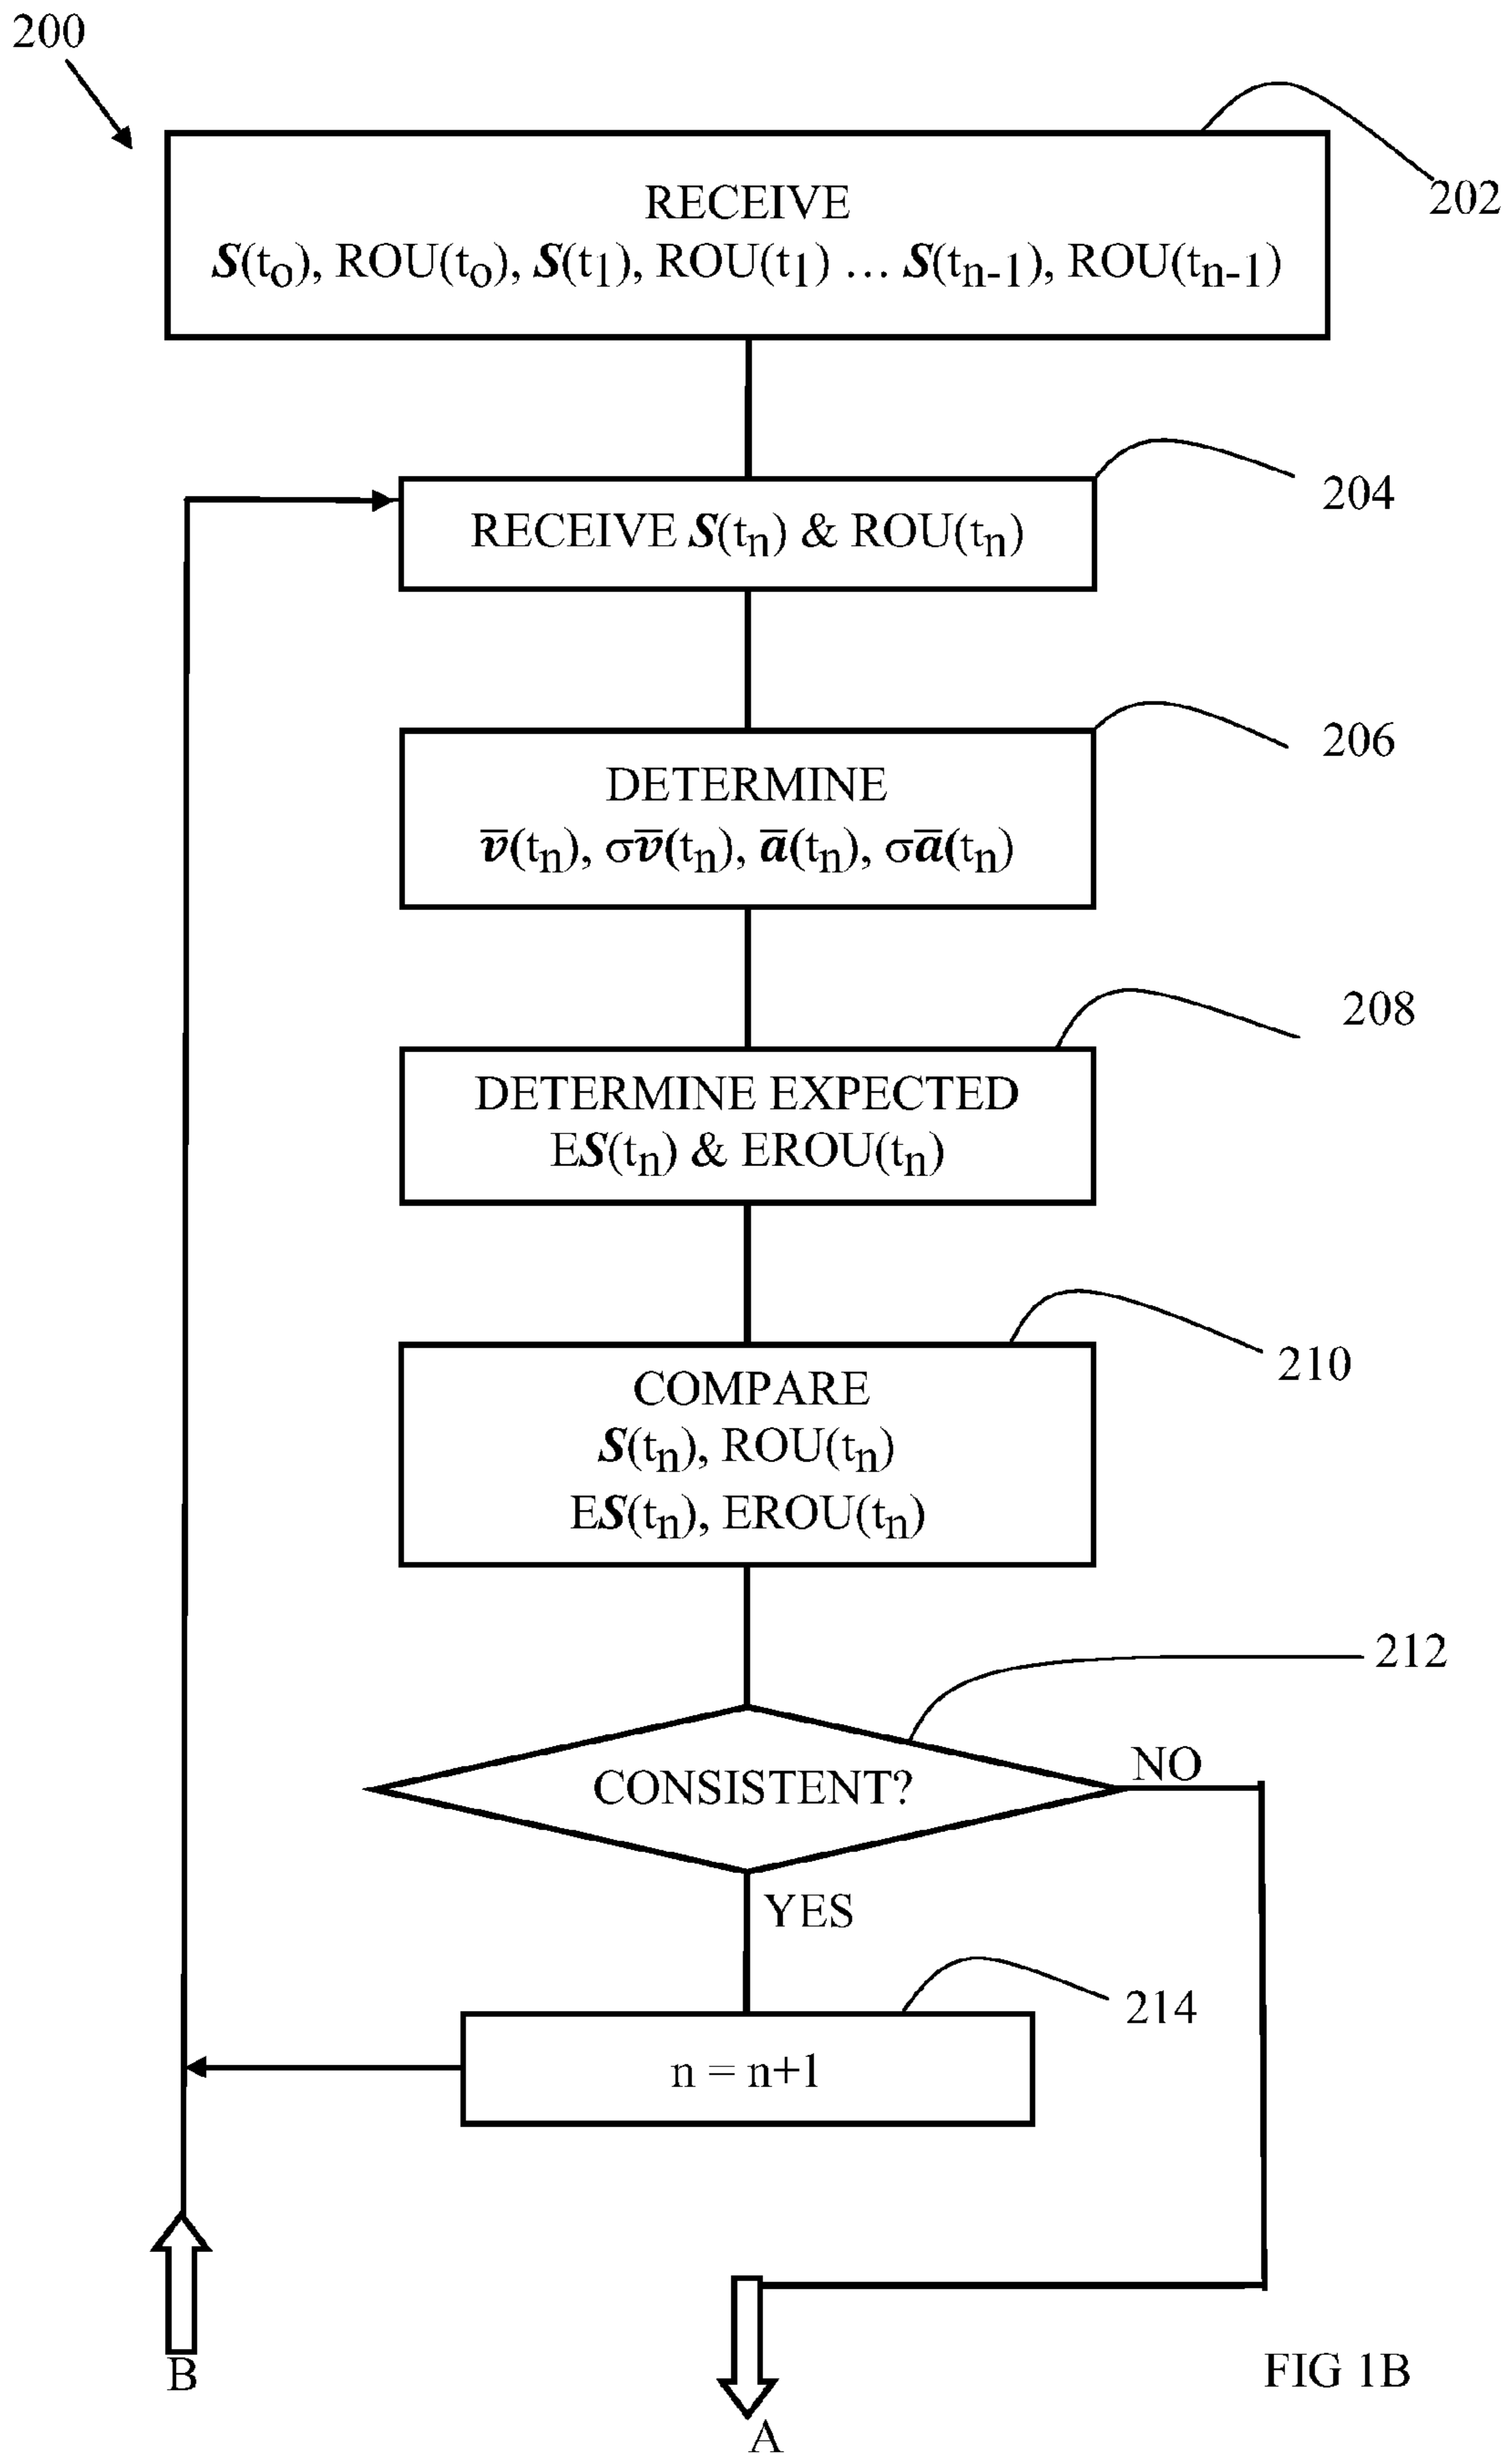 200
202
RECEIVE
S(to), ROU(to), S(t1), ROU(t1) ... S(tn-1), ROU(tn-1)
204
RECEIVE S(tn) & ROU(tn)
206
DETERMINE
v̅(tn), σv̅(tn), a̅(tn), σa̅(tn)
208
DETERMINE EXPECTED
ES(tn) & EROU(tn)
210
COMPARE
S(tn), ROU(tn)
ES(tn), EROU(tn)
212
CONSISTENT?
NO
YES
214
n = n+1
B
A
FIG 1B